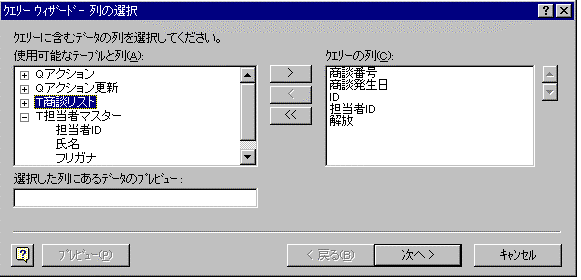 クエリー ウィザード - 列の選択
クエリーに含むデータの列を選択してください。
使用可能なテーブルと列(A):
Qアクション
Qアクション更新
T商談リスト
T担当者マスター
担当者ID
氏名
フリガナ
>
<
<<
クエリーの列(C):
商談番号
商談発生日
ID
担当者ID
解放
選択した列にあるデータのプレビュー:
プレビュー(P)
< 戻る(B)
次へ >
キャンセル